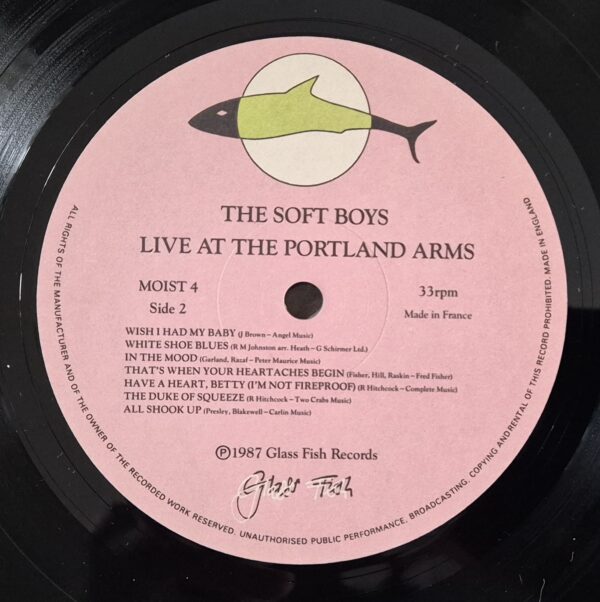 THE SOFT BOYS
LIVE AT THE PORTLAND ARMS
MOIST 4
Side 2
33rpm
Made in France
WISH I HAD MY BABY (J Brown – Angel Music)
WHITE SHOE BLUES (R M Johnston arr. Heath – G Schirmer Ltd.)
IN THE MOOD (Garland, Razaf – Peter Maurice Music)
THAT'S WHEN YOUR HEARTACHES BEGIN (Fisher, Hill, Raskin – Fred Fisher)
HAVE A HEART, BETTY (I'M NOT FIREPROOF) (R Hitchcock – Complete Music)
THE DUKE OF SQUEEZE (R Hitchcock – Two Crabs Music)
ALL SHOOK UP (Presley, Blakewell – Carlin Music)
℗1987 Glass Fish Records
Glass Fish
ALL RIGHTS OF THE MANUFACTURER AND OF THE OWNER OF THE RECORDED WORK RESERVED. UNAUTHORISED PUBLIC PERFORMANCE. BROADCASTING. COPYING AND RENTAL OF THIS RECORD PROHIBITED. MADE IN ENGLAND